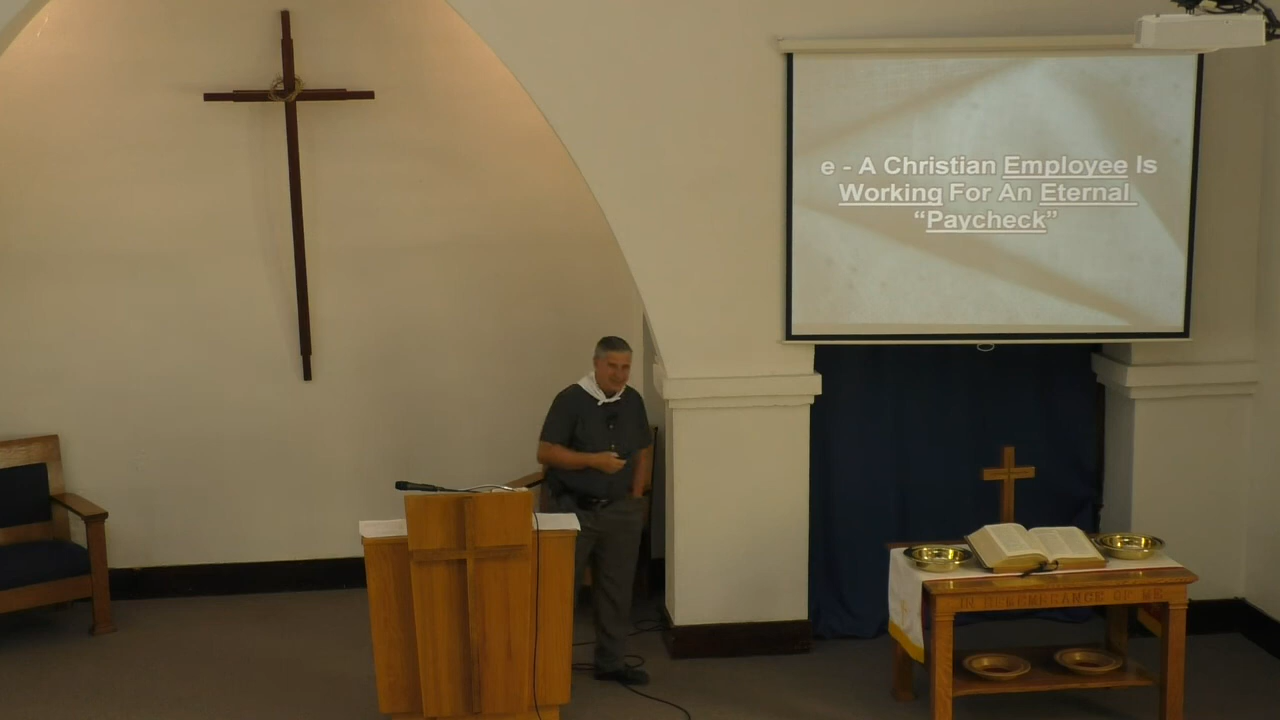 e - A Christian Employee Is
Working For An Eternal
“Paycheck”
IN REMEMBRANCE OF ME